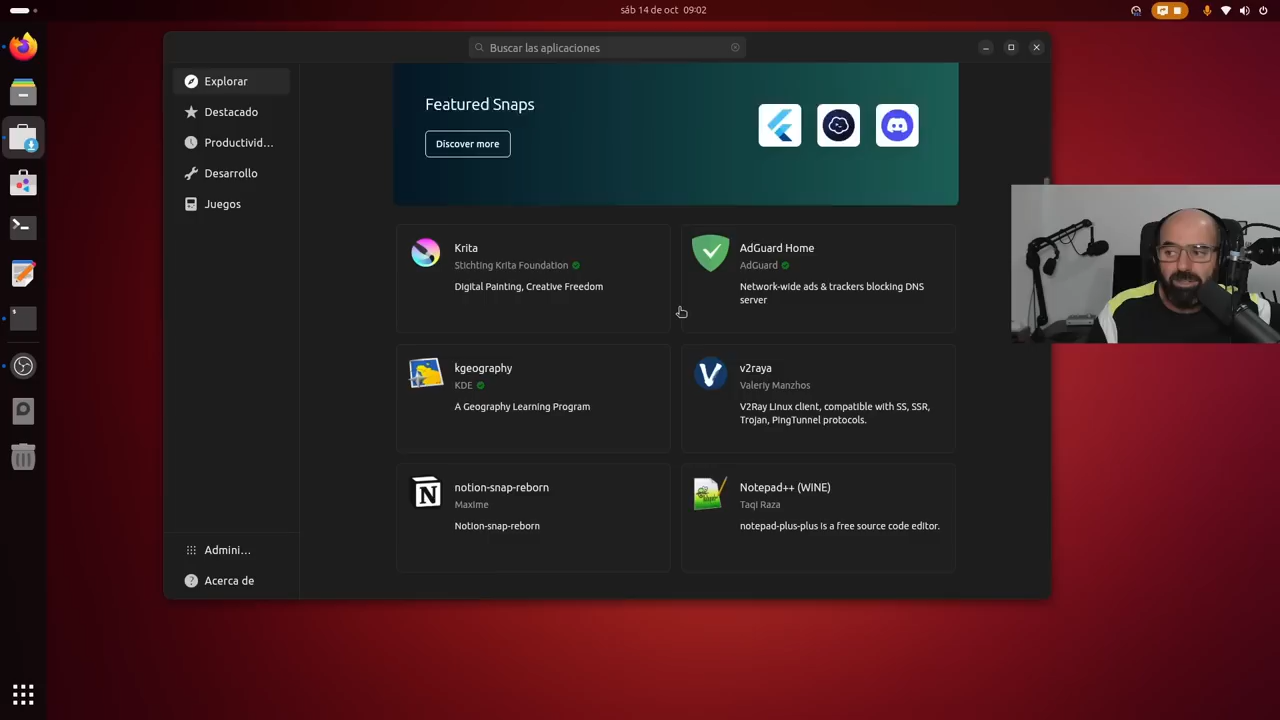 sáb 14 de oct 09:02
Buscar las aplicaciones
Explorar
Destacado
Productivid...
Desarrollo
Juegos
Admini...
Acerca de
Featured Snaps
Discover more
Krita
Stichting Krita Foundation
Digital Painting, Creative Freedom
AdGuard Home
AdGuard
Network-wide ads & trackers blocking DNS
server
kgeography
KDE
A Geography Learning Program
v2raya
Valeriy Manzhos
V2Ray Linux client, compatible with SS, SSR,
Trojan, PingTunnel protocols.
notion-snap-reborn
Maxime
Notion-snap-reborn
Notepad++ (WINE)
Taqi Raza
notepad-plus-plus is a free source code editor.